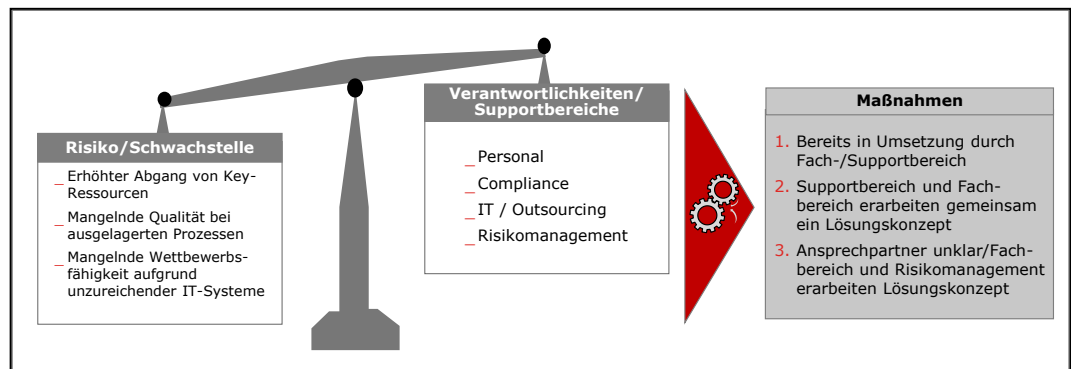 Risiko/Schwachstelle
_ Erhöhter Abgang von Key-
Ressourcen
_ Mangelnde Qualität bei
ausgelagerten Prozessen
_ Mangelnde Wettbewerbs-
fähigkeit aufgrund
unzureichender IT-Systeme
Verantwortlichkeiten/
Supportbereiche
_ Personal
_ Compliance
_ IT / Outsourcing
_ Risikomanagement
Maßnahmen
1. Bereits in Umsetzung durch
Fach-/Supportbereich
2. Supportbereich und Fach-
bereich erarbeiten gemeinsam
ein Lösungskonzept
3. Ansprechpartner unklar/Fach-
bereich und Risikomanagement
erarbeiten Lösungskonzept